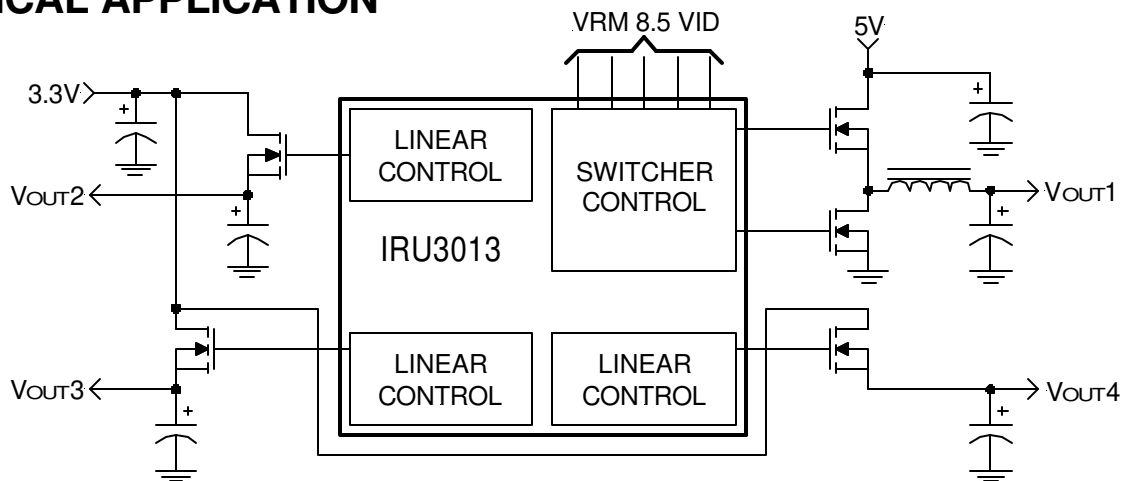 ICAL APPLICATION
VRM 8.5 VID
5V
3.3V
+
+
LINEAR
CONTROL
SWITCHER
CONTROL
VOUT2
VOUT1
+
+
IRU3013
LINEAR
CONTROL
LINEAR
CONTROL
VOUT3
VOUT4
+
+